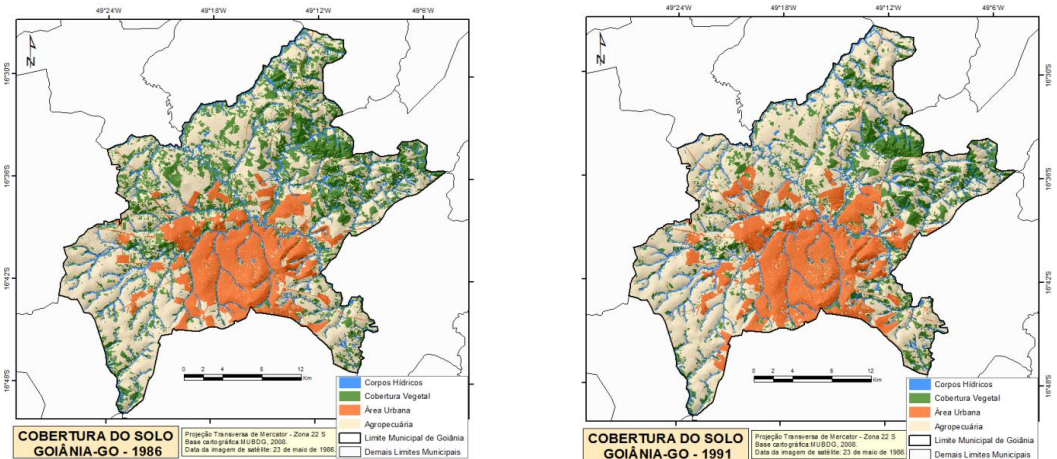 49°24'W 49°18'W 49°12'W 49°6'W
N
16°30'S
16°36'S
16°42'S
16°48'S
0 2 4 8 12
Km
Corpos Hídricos
Cobertura Vegetal
Área Urbana
Agropecuária
Limite Municipal de Goiânia
Demais Limites Municipais
COBERTURA DO SOLO
GOIÂNIA-GO - 1986
Projeção Transversa de Mercator - Zona 22 S
Base cartográfica:MUBDG, 2008.
Data da imagem de satélite: 23 de maio de 1986.
49°24'W 49°18'W 49°12'W 49°6'W
N
16°30'S
16°36'S
16°42'S
16°48'S
0 2 4 8 12
Km
Corpos Hídricos
Cobertura Vegetal
Área Urbana
Agropecuária
Limite Municipal de Goiânia
Demais Limites Municipais
COBERTURA DO SOLO
GOIÂNIA-GO - 1991
Projeção Transversa de Mercator - Zona 22 S
Base cartográfica:MUBDG, 2008.
Data da imagem de satélite: 23 de maio de 1986.